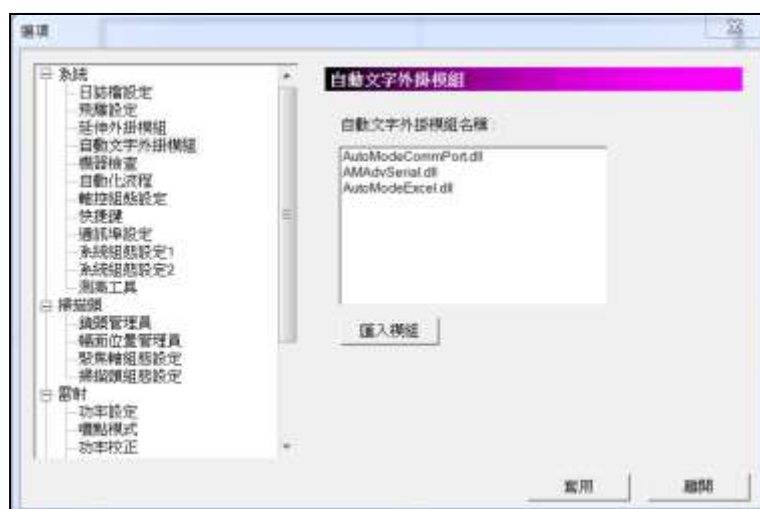 選項
系統
日誌檔設定
飛雕設定
延伸外掛模組
自動文字外掛模組
機器檢查
自動化流程
軸控組態設定
快捷鍵
通訊埠設定
系統組態設定1
系統組態設定2
測高工具
掃描頭
鏡頭管理員
幅面位置管理員
聚焦軸組態設定
掃描頭組態設定
雷射
功率設定
功率校正
自動文字外掛模組
自動文字外掛模組名稱
AutoModeCommPort.dll
AMAdvSerial.dll
AutoModeExcel.dll
匯入模組
套用
離開